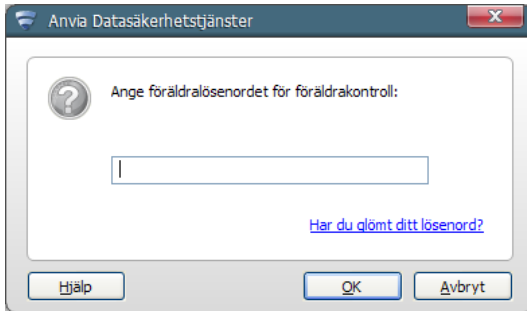 Anvia Datasäkerhetstjänster
Ange föräldralösenordet för föräldrakontroll:
Har du glömt ditt lösenord?
Hjälp
OK
Avbryt